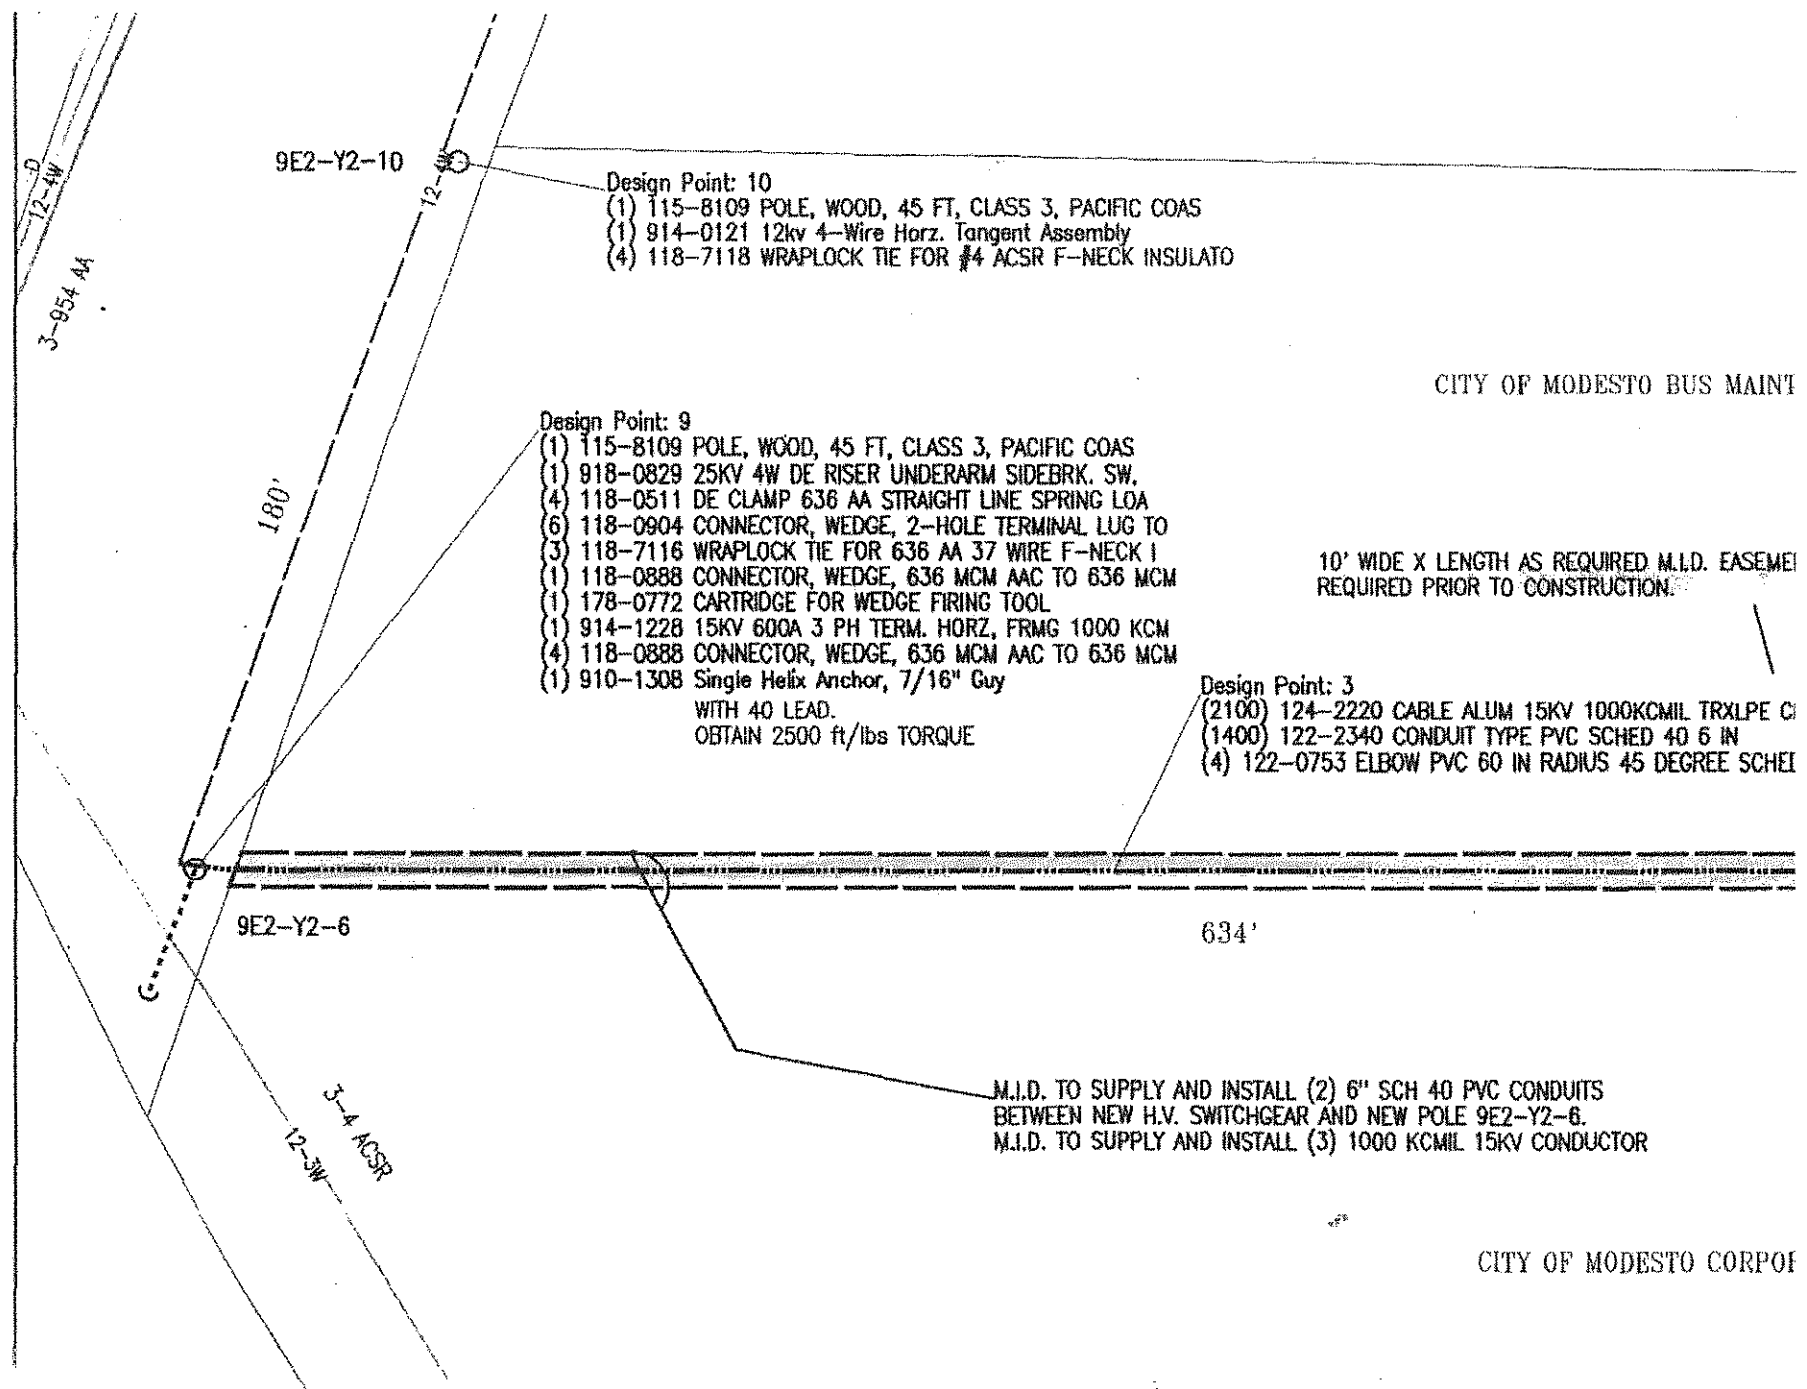 9E2-Y2-10
12-4W
Design Point: 10
(1) 115-8109 POLE, WOOD, 45 FT, CLASS 3, PACIFIC COAS
(1) 914-0121 12kv 4-Wire Horz. Tangent Assembly
(4) 118-7118 WRAPLOCK TIE FOR #4 ACSR F-NECK INSULATO
12-4W
3-954 AA
CITY OF MODESTO BUS MAINT
180'
Design Point: 9
(1) 115-8109 POLE, WOOD, 45 FT, CLASS 3, PACIFIC COAS
(1) 918-0829 25KV 4W DE RISER UNDERARM SIDEBRK. SW.
(4) 118-0511 DE CLAMP 636 AA STRAIGHT LINE SPRING LOA
(6) 118-0904 CONNECTOR, WEDGE, 2-HOLE TERMINAL LUG TO
(3) 118-7116 WRAPLOCK TIE FOR 636 AA 37 WIRE F-NECK I
(1) 118-0888 CONNECTOR, WEDGE, 636 MCM AAC TO 636 MCM
(1) 178-0772 CARTRIDGE FOR WEDGE FIRING TOOL
(1) 914-1228 15KV 600A 3 PH TERM. HORZ, FRMG 1000 KCM
(4) 118-0888 CONNECTOR, WEDGE, 636 MCM AAC TO 636 MCM
(1) 910-1308 Single Helix Anchor, 7/16" Guy
WITH 40 LEAD.
OBTAIN 2500 ft/lbs TORQUE
10' WIDE X LENGTH AS REQUIRED M.I.D. EASEME
REQUIRED PRIOR TO CONSTRUCTION.
Design Point: 3
(2100) 124-2220 CABLE ALUM 15KV 1000KCMIL TRXLPE C
(1400) 122-2340 CONDUIT TYPE PVC SCHED 40 6 IN
(4) 122-0753 ELBOW PVC 60 IN RADIUS 45 DEGREE SCHE
9E2-Y2-6
634'
M.I.D. TO SUPPLY AND INSTALL (2) 6" SCH 40 PVC CONDUITS
BETWEEN NEW H.V. SWITCHGEAR AND NEW POLE 9E2-Y2-6.
M.I.D. TO SUPPLY AND INSTALL (3) 1000 KCMIL 15KV CONDUCTOR
3-4 ACSR
12-3W
CITY OF MODESTO CORPOR